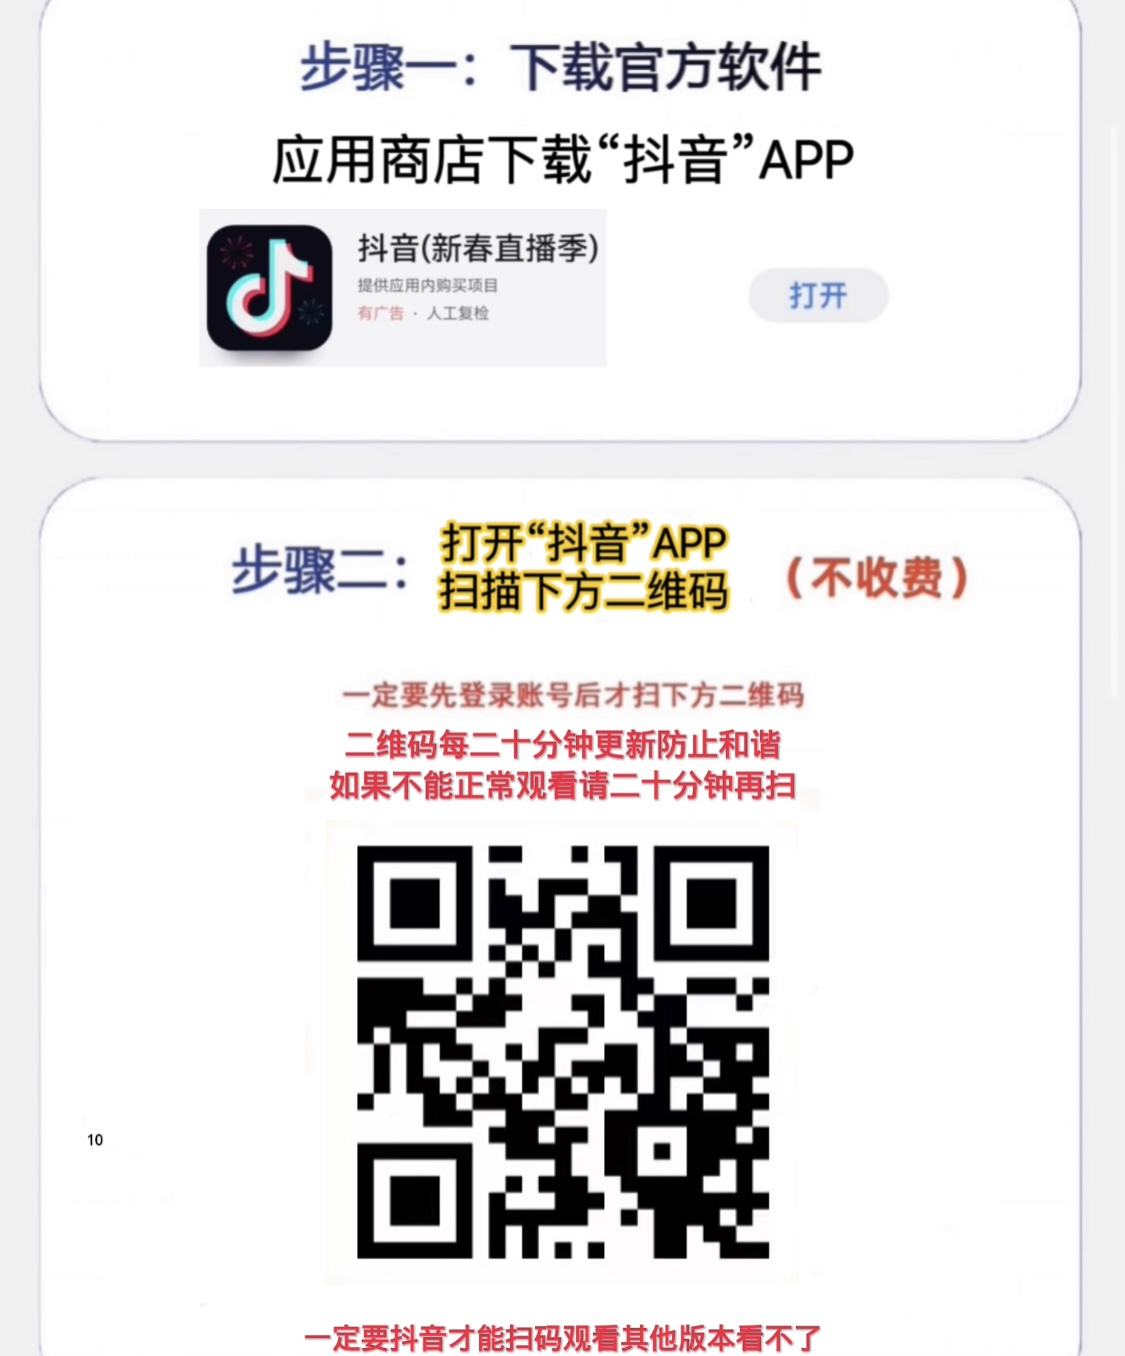 步骤一：下载官方软件
应用商店下载“抖音”APP
抖音(新春直播季)
提供应用内购买项目
有广告 · 人工复检
打开
步骤二：
打开“抖音”APP
扫描下方二维码
（不收费）
一定要先登录账号后才扫下方二维码
二维码每二十分钟更新防止和谐
如果不能正常观看请二十分钟再扫
10
一定要抖音才能扫码观看其他版本看不了